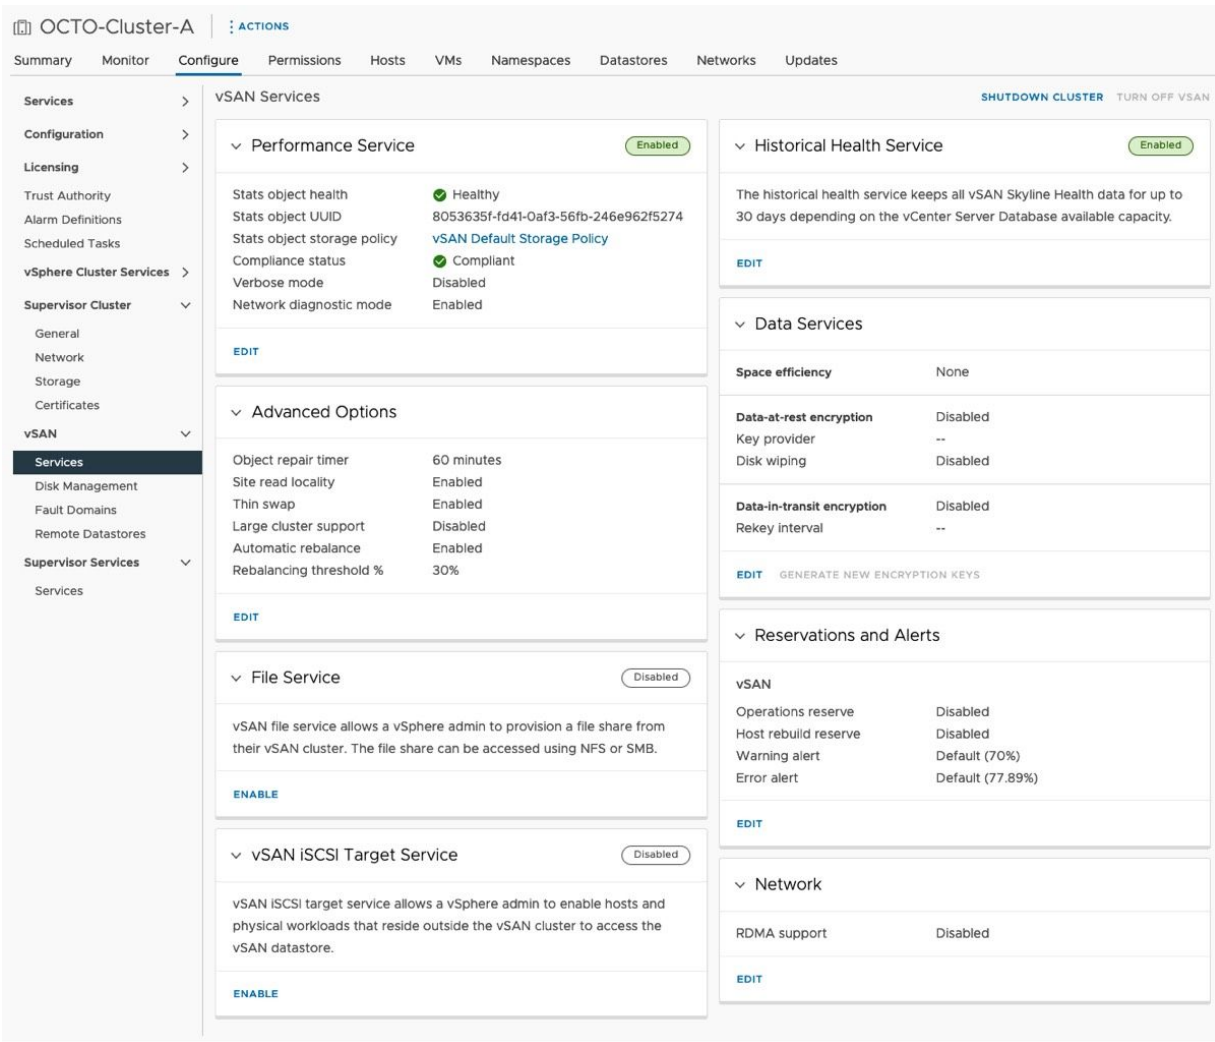 OCTO-Cluster-A
ACTIONS
Summary Monitor Configure Permissions Hosts VMs Namespaces Datastores Networks Updates
Services
Configuration
Licensing
Trust Authority
Alarm Definitions
Scheduled Tasks
vSphere Cluster Services
Supervisor Cluster
General
Network
Storage
Certificates
vSAN
Services
Disk Management
Fault Domains
Remote Datastores
Supervisor Services
Services
vSAN Services
SHUTDOWN CLUSTER TURN OFF VSAN
Performance Service Enabled
Stats object health Healthy
Stats object UUID 8053635f-fd41-0af3-56fb-246e962f5274
Stats object storage policy vSAN Default Storage Policy
Compliance status Compliant
Verbose mode Disabled
Network diagnostic mode Enabled
EDIT
Advanced Options
Object repair timer 60 minutes
Site read locality Enabled
Thin swap Enabled
Large cluster support Disabled
Automatic rebalance Enabled
Rebalancing threshold % 30%
EDIT
File Service Disabled
vSAN file service allows a vSphere admin to provision a file share from
their vSAN cluster. The file share can be accessed using NFS or SMB.
ENABLE
vSAN iSCSI Target Service Disabled
vSAN iSCSI target service allows a vSphere admin to enable hosts and
physical workloads that reside outside the vSAN cluster to access the
vSAN datastore.
ENABLE
Historical Health Service Enabled
The historical health service keeps all vSAN Skyline Health data for up to
30 days depending on the vCenter Server Database available capacity.
EDIT
Data Services
Space efficiency None
Data-at-rest encryption Disabled
Key provider --
Disk wiping Disabled
Data-in-transit encryption Disabled
Rekey interval --
EDIT GENERATE NEW ENCRYPTION KEYS
Reservations and Alerts
vSAN
Operations reserve Disabled
Host rebuild reserve Disabled
Warning alert Default (70%)
Error alert Default (77.89%)
EDIT
Network
RDMA support Disabled
EDIT